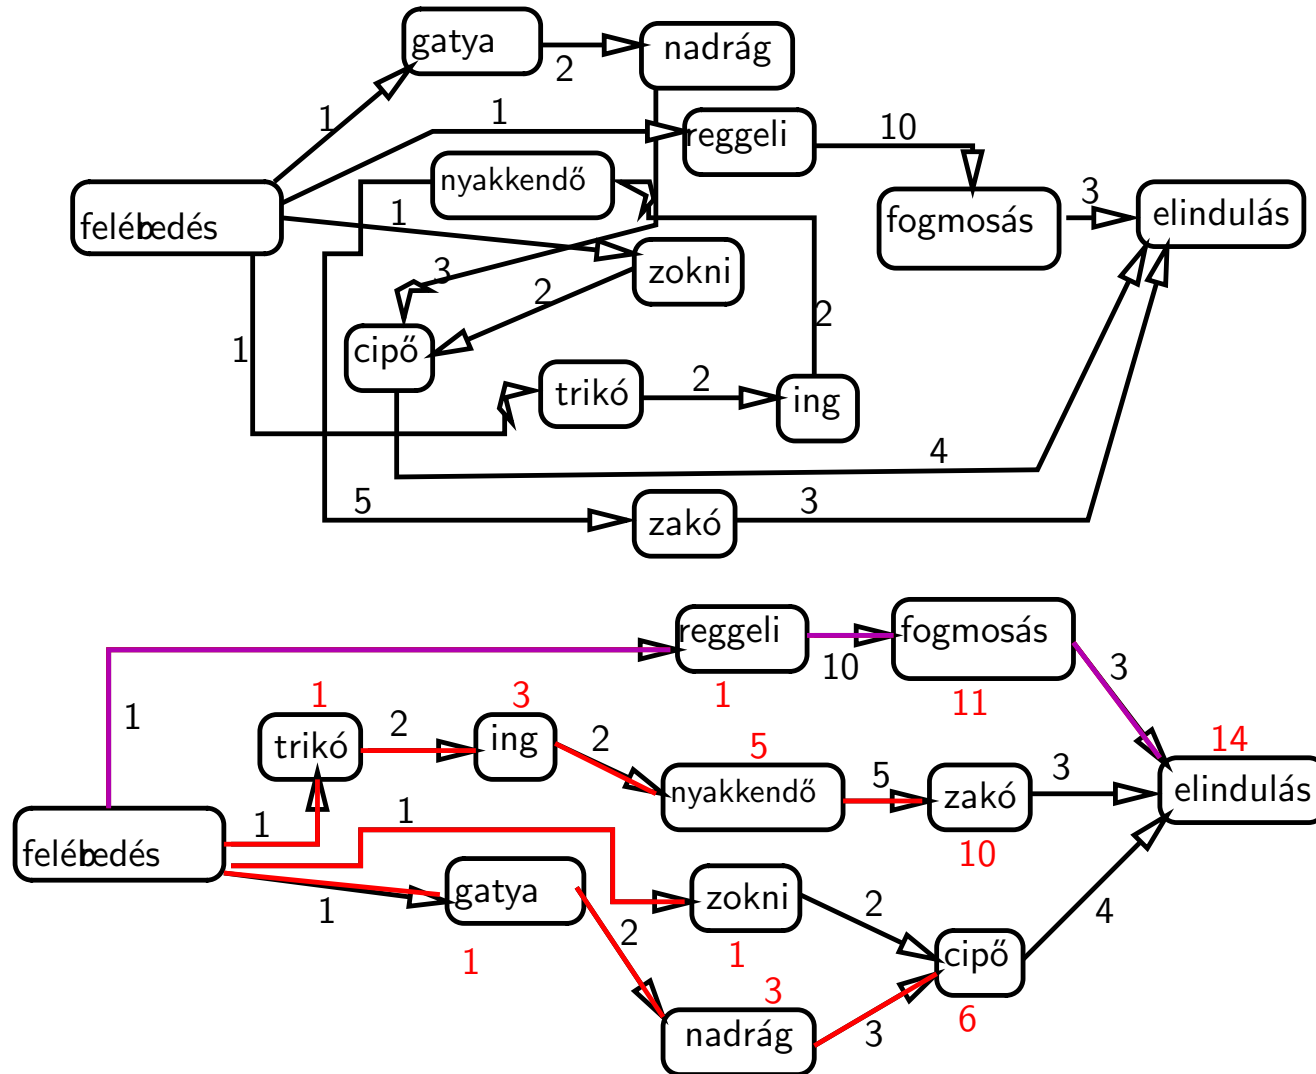 gatya
2
nadrág
1
1
reggeli
10
nyakkendő
felébredés
1
fogmosás
3
elindulás
zokni
3
2
cipő
1
2
trikó
2
ing
4
5
zakó
3
reggeli
fogmosás
10
3
1
1
11
1
3
trikó
2
ing
2
5
14
nyakkendő
5
zakó
3
elindulás
1
1
10
felébredés
gatya
1
zokni
2
1
2
1
cipő
4
3
nadrág
3
6